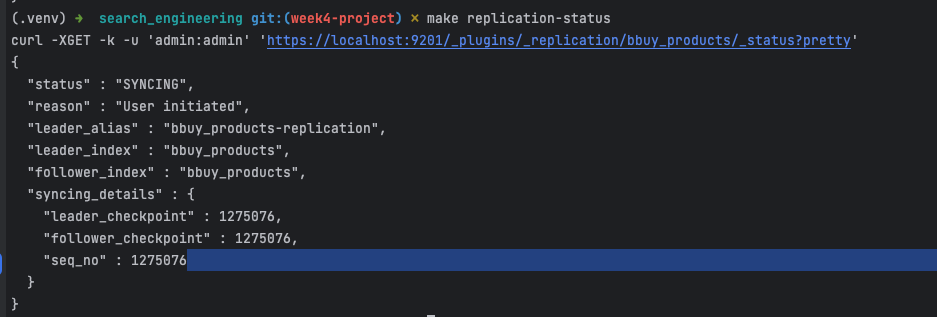 (.venv) ➜  search_engineering git:(week4-project) ✗ make replication-status
curl -XGET -k -u 'admin:admin' 'https://localhost:9201/_plugins/_replication/bbuy_products/_status?pretty'
{
  "status" : "SYNCING",
  "reason" : "User initiated",
  "leader_alias" : "bbuy_products-replication",
  "leader_index" : "bbuy_products",
  "follower_index" : "bbuy_products",
  "syncing_details" : {
    "leader_checkpoint" : 1275076,
    "follower_checkpoint" : 1275076,
    "seq_no" : 1275076
  }
}